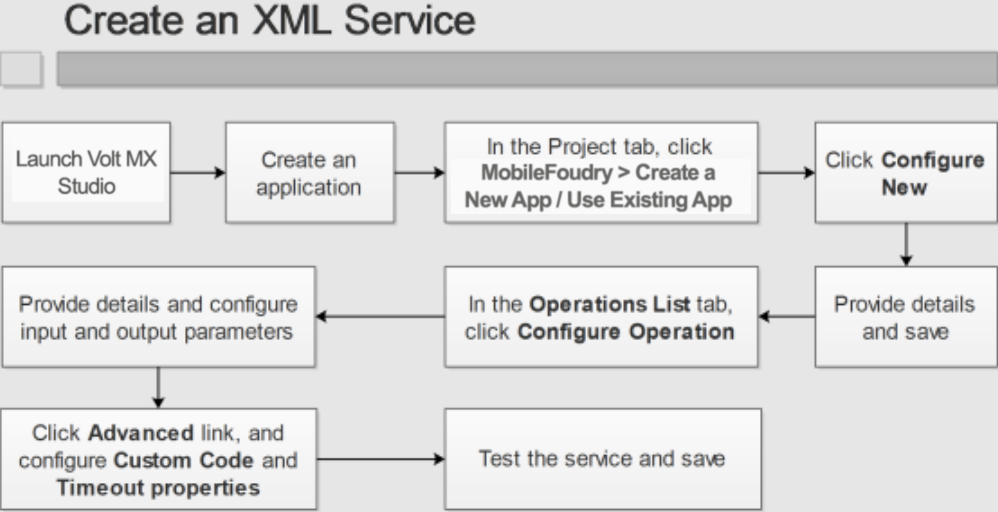 Create an XML Service
Launch Volt MX
Studio
Create an
application
In the Project tab, click
MobileFoudry > Create a
New App / Use Existing App
Click Configure
New
Provide details
and save
In the Operations List tab,
click Configure Operation
Provide details and configure
input and output parameters
Click Advanced link, and
configure Custom Code and
Timeout properties
Test the service and save